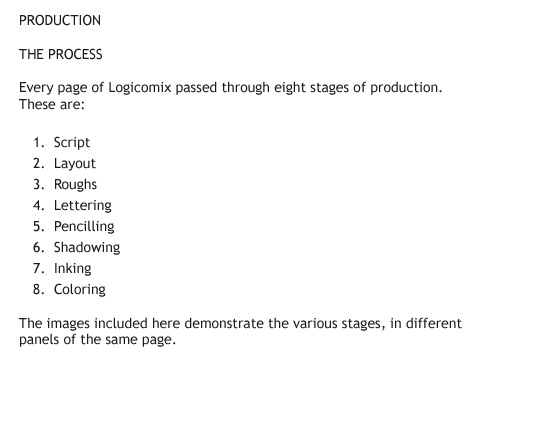 PRODUCTION
THE PROCESS
Every page of Logicomix passed through eight stages of production.
These are:
1. Script
2. Layout
3. Roughs
4. Lettering
5. Pencilling
6. Shadowing
7. Inking
8. Coloring
The images included here demonstrate the various stages, in different
panels of the same page.